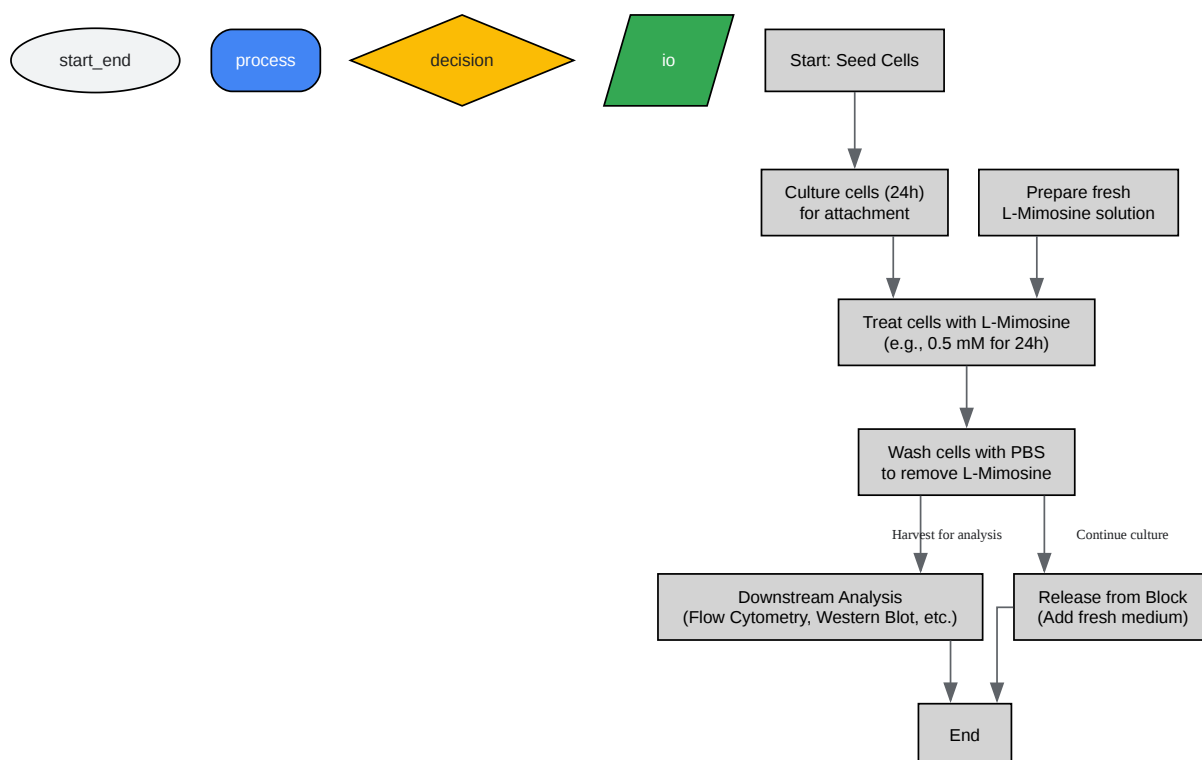 start_end
process
decision
io
Start: Seed Cells
Culture cells (24h)
for attachment
Prepare fresh
L-Mimosine solution
Treat cells with L-Mimosine
(e.g., 0.5 mM for 24h)
Wash cells with PBS
to remove L-Mimosine
Harvest for analysis
Continue culture
Downstream Analysis
(Flow Cytometry, Western Blot, etc.)
Release from Block
(Add fresh medium)
End